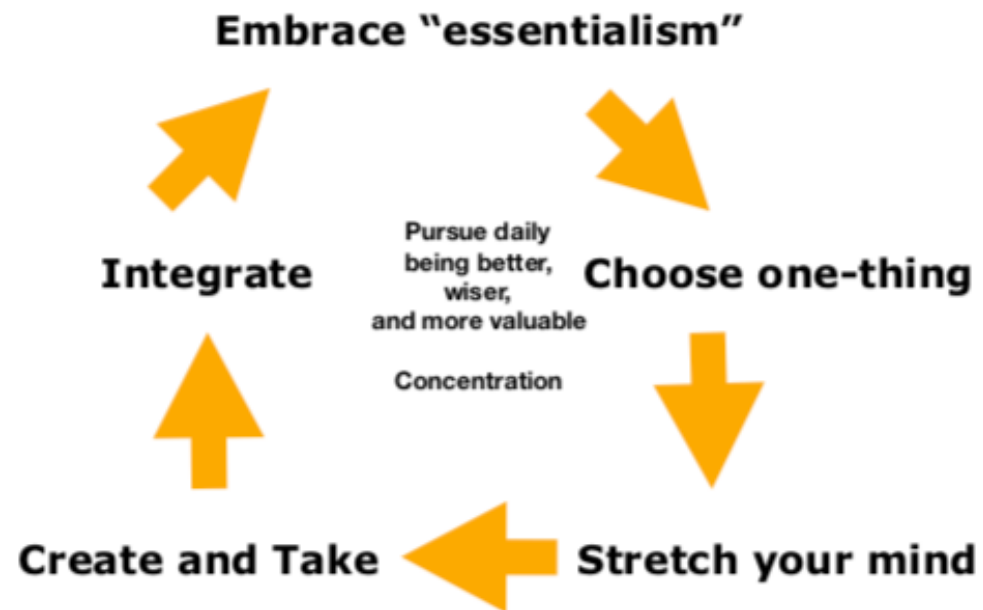 Embrace “essentialism”
Integrate
Pursue daily
being better,
wiser,
and more valuable
Concentration
Choose one-thing
Create and Take
Stretch your mind